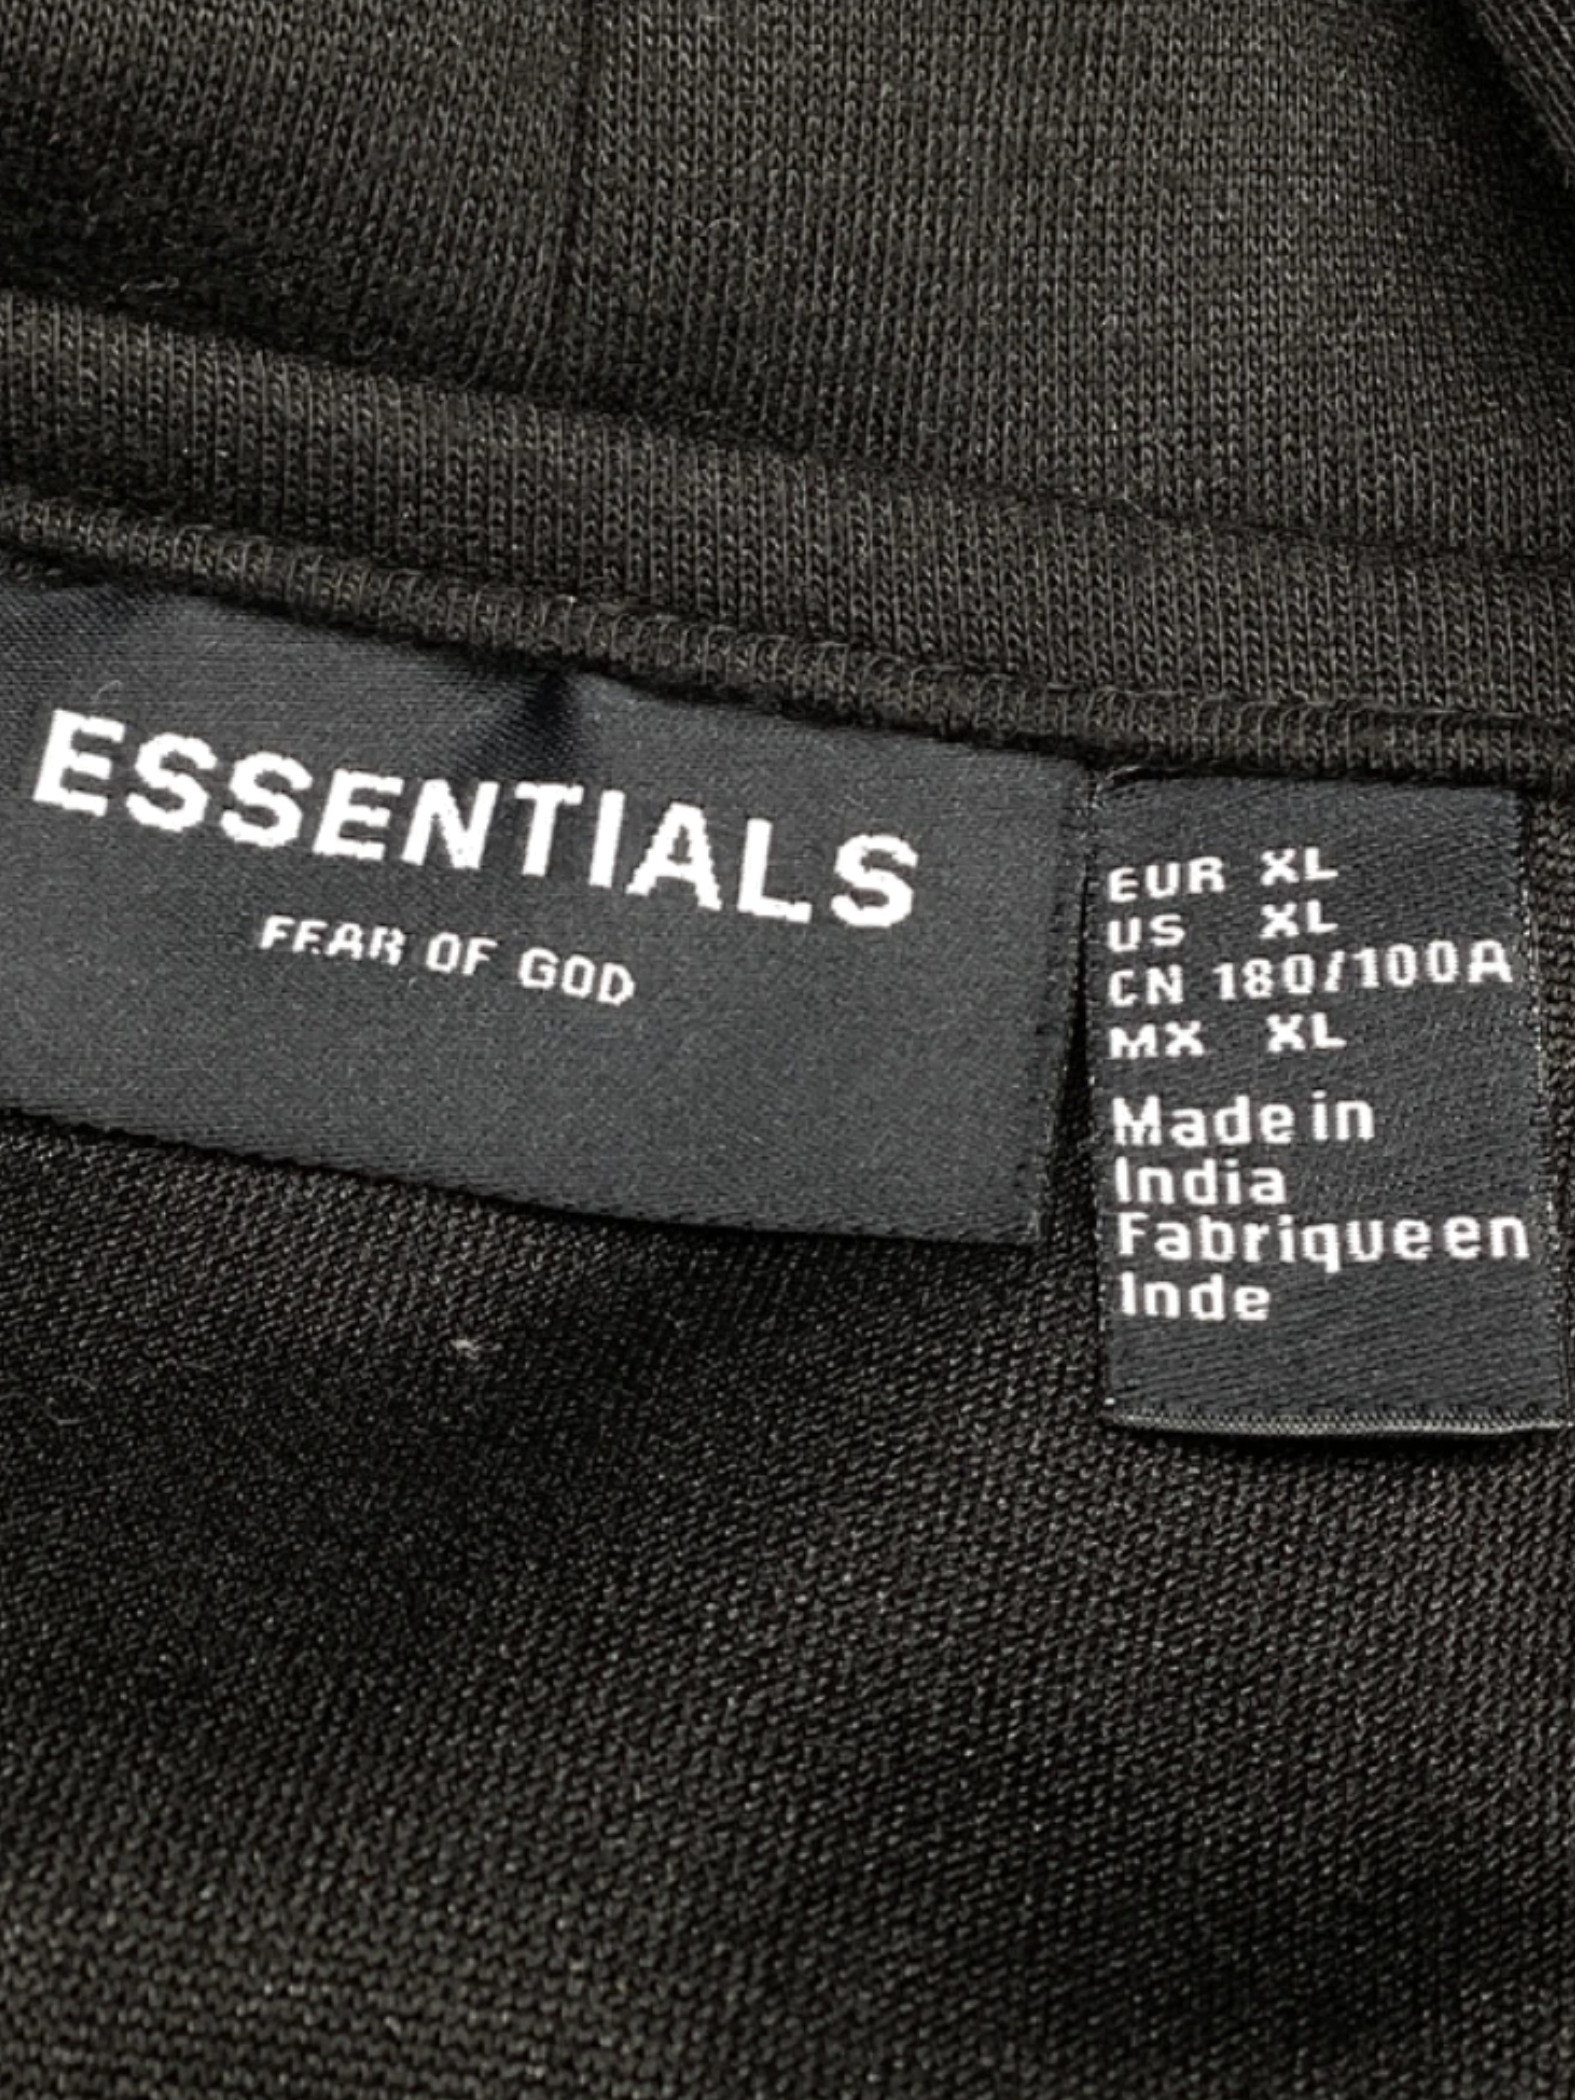 ESSENTIALS
FEAR OF GOD
EUR XL
US XL
CN 180/100A
MX XL
Made in
India
Fabrique en
Inde